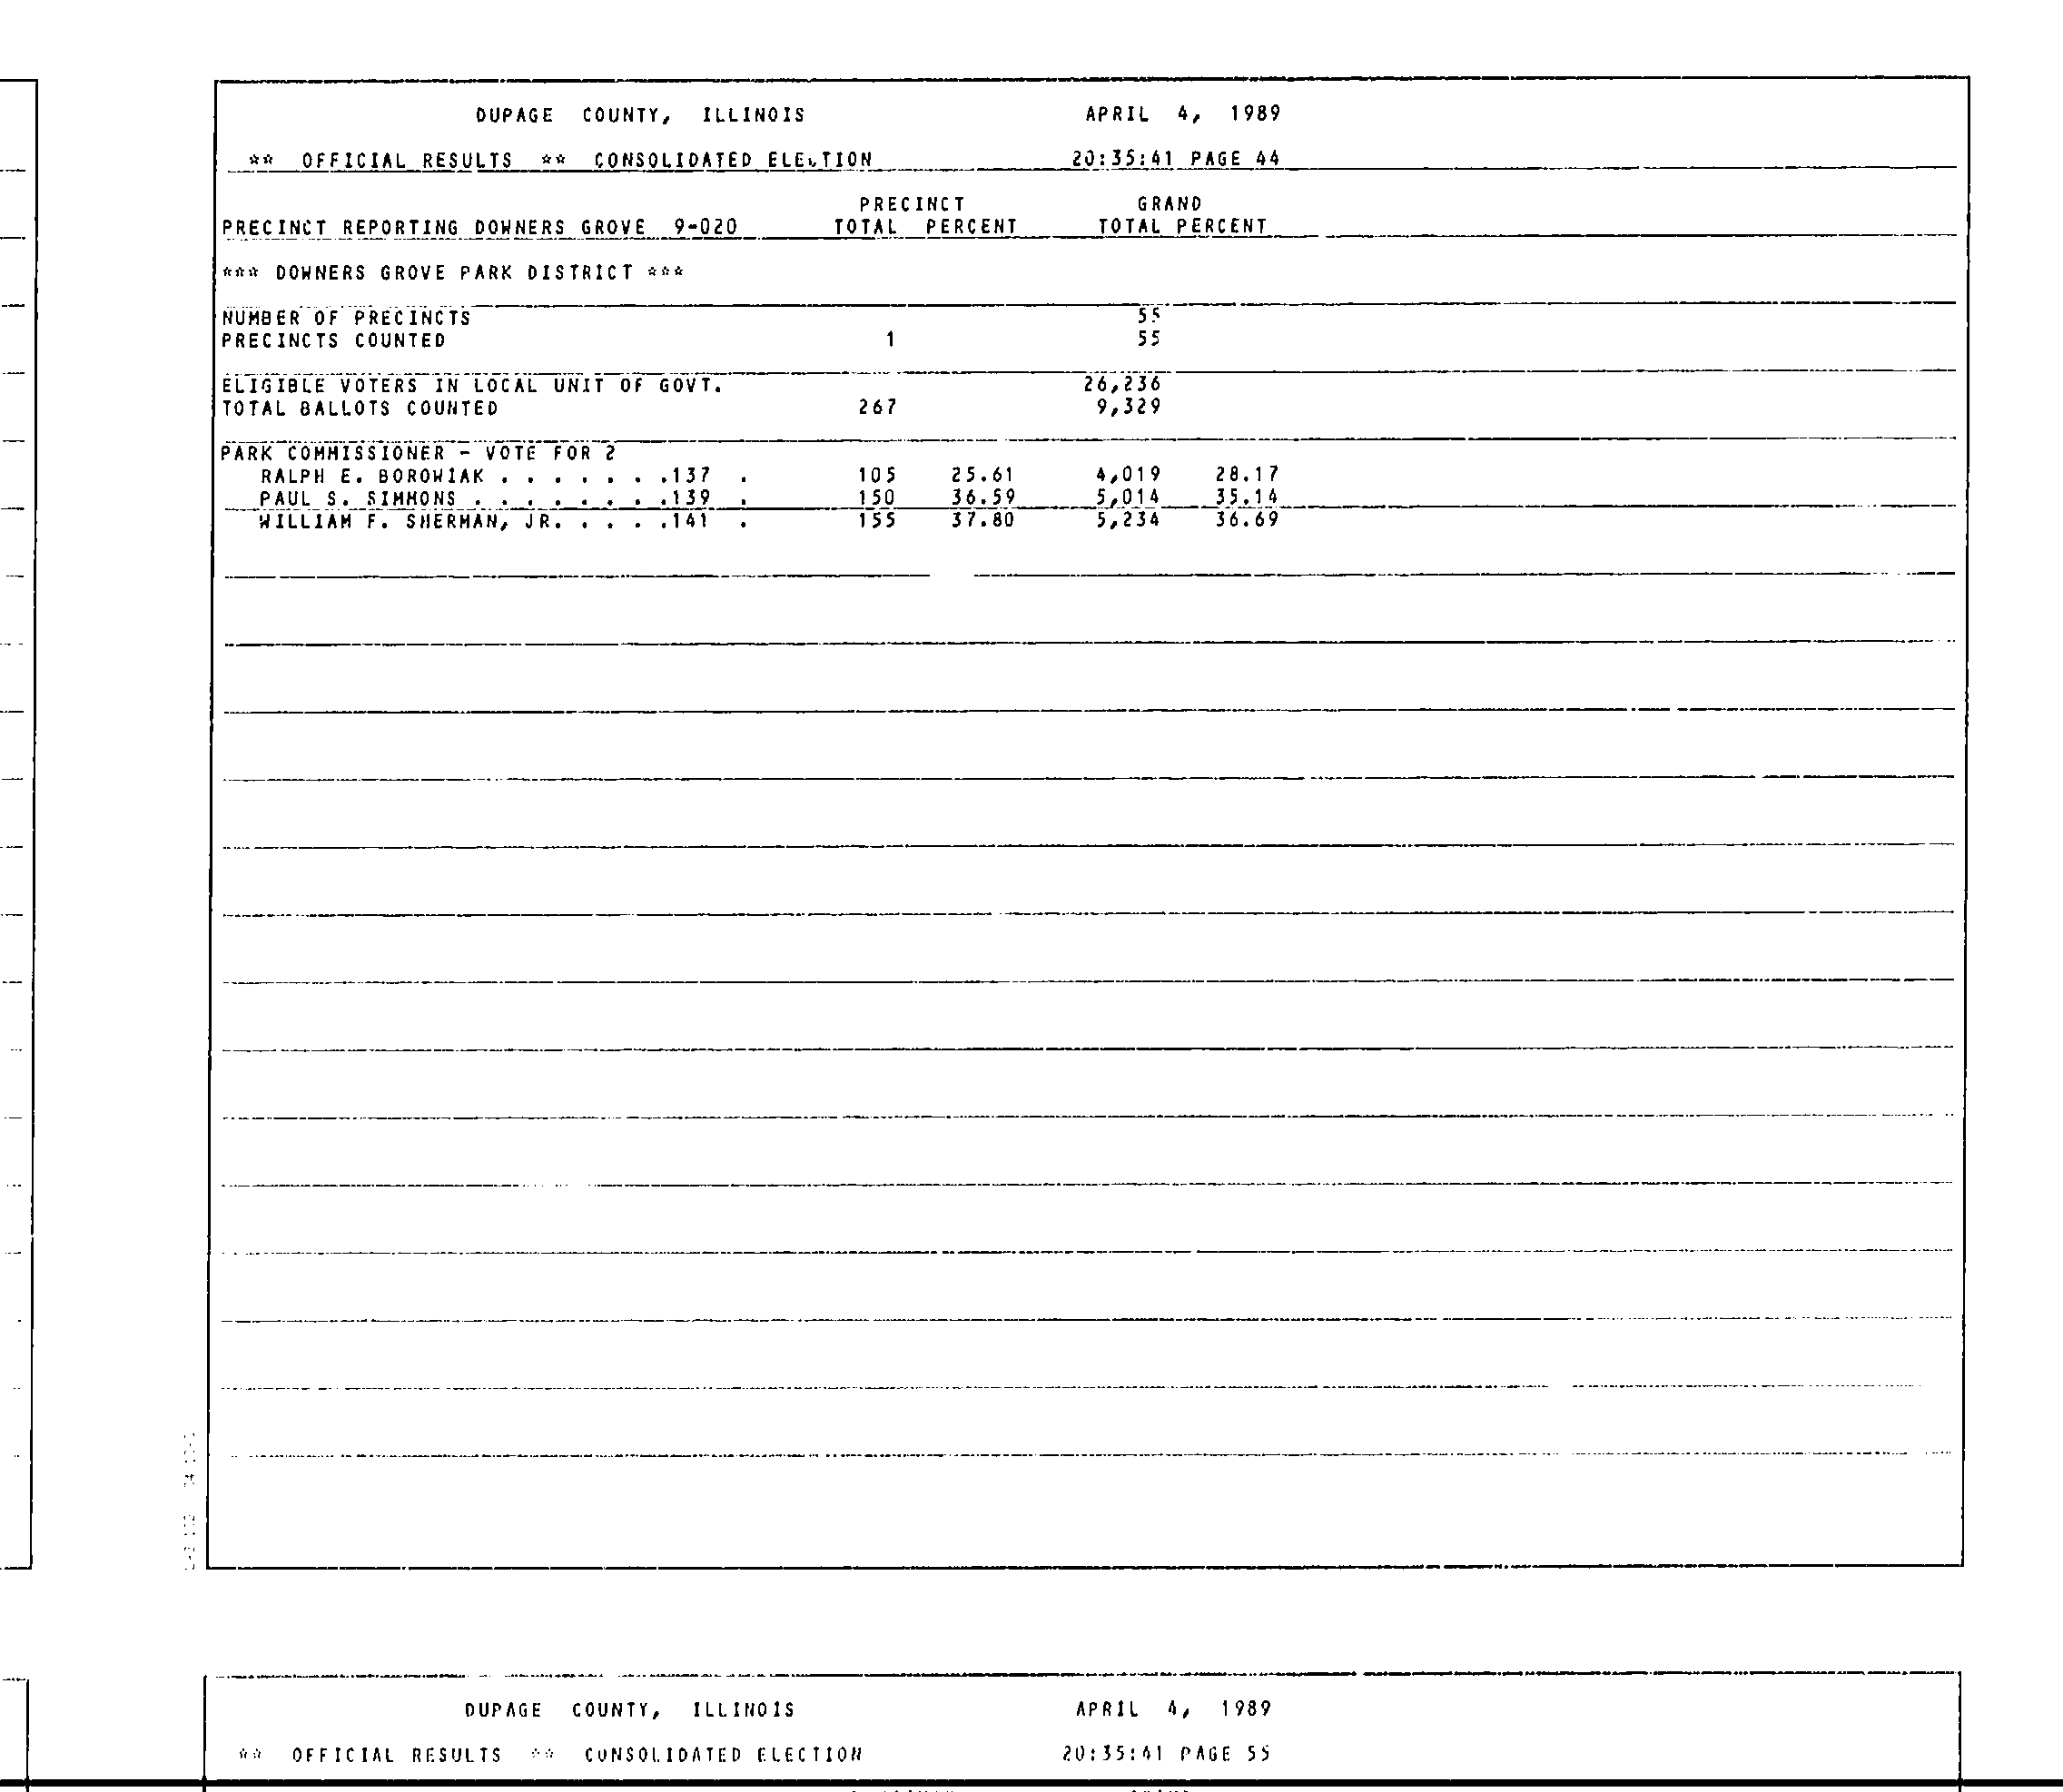 DUPAGE COUNTY, ILLINOIS APRIL 4, 1989
** OFFICIAL RESULTS ** CONSOLIDATED ELECTION 20:35:41 PAGE 44
PRECINCT GRAND
PRECINCT REPORTING DOWNERS GROVE 9-020 TOTAL PERCENT TOTAL PERCENT
*** DOWNERS GROVE PARK DISTRICT ***
NUMBER OF PRECINCTS 55
PRECINCTS COUNTED 1 55
ELIGIBLE VOTERS IN LOCAL UNIT OF GOVT. 26,236
TOTAL BALLOTS COUNTED 267 9,329
PARK COMMISSIONER - VOTE FOR 2
RALPH E. BOROWIAK . . . . . . .137 . 105 25.61 4,019 28.17
PAUL S. SIMMONS . . . . . . . .139 . 150 36.59 5,014 35.14
WILLIAM F. SHERMAN, JR. . . . .141 . 155 37.80 5,234 36.69
DUPAGE COUNTY, ILLINOIS APRIL 4, 1989
** OFFICIAL RESULTS ** CONSOLIDATED ELECTION 20:35:41 PAGE 55